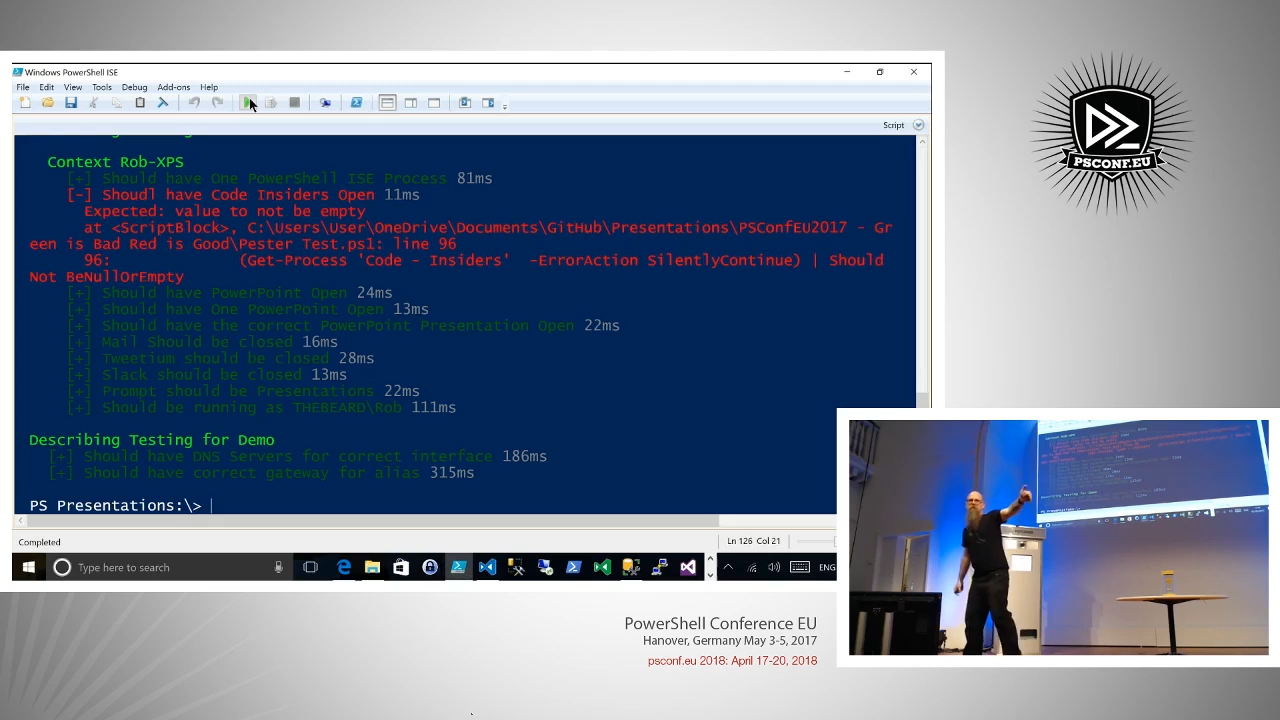 Windows PowerShell ISE
File Edit View Tools Debug Add-ons Help
Script
Context Rob-XPS
[+] Should have One PowerShell ISE Process 81ms
[-] Shoudl have Code Insiders Open 11ms
Expected: value to not be empty
at <ScriptBlock>, C:\Users\User\OneDrive\Documents\GitHub\Presentations\PSConfEU2017 - Gr
een is Bad Red is Good\Pester Test.ps1: line 96
96: (Get-Process 'Code - Insiders' -ErrorAction SilentlyContinue) | Should
Not BeNullOrEmpty
[+] Should have PowerPoint Open 24ms
[+] Should have One PowerPoint Open 13ms
[+] Should have the correct PowerPoint Presentation Open 22ms
[+] Mail Should be closed 16ms
[+] Tweetium should be closed 28ms
[+] Slack should be closed 13ms
[+] Prompt should be Presentations 22ms
[+] Should be running as THEBEARD\Rob 111ms
Describing Testing for Demo
[+] Should have DNS Servers for correct interface 186ms
[+] Should have correct gateway for alias 315ms
PS Presentations:\>
Completed
Ln 126 Col 21
Type here to search
ENG
PSCONF.EU
PowerShell Conference EU
Hanover, Germany May 3-5, 2017
psconf.eu 2018: April 17-20, 2018